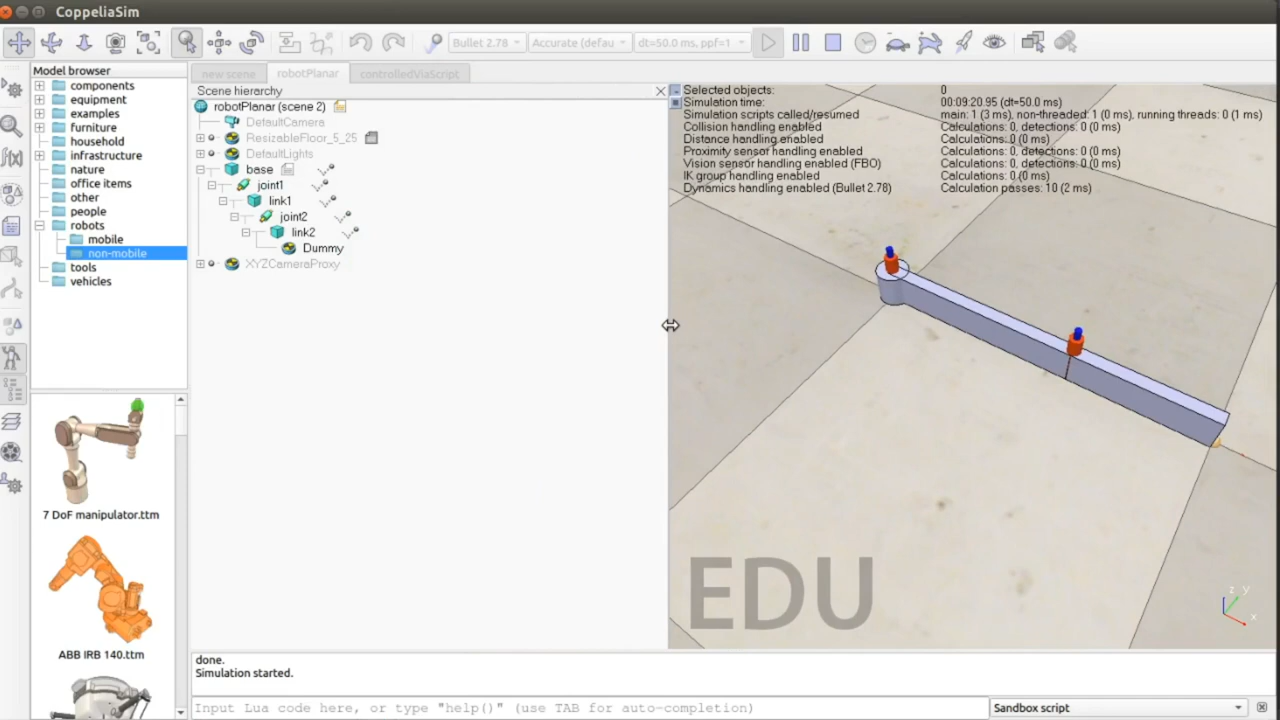 CoppeliaSim
Bullet 2.78
Accurate (defau
dt=50.0 ms, ppf=1
Model browser
components
equipment
examples
furniture
household
infrastructure
nature
office items
other
people
robots
mobile
non-mobile
tools
vehicles
7 DoF manipulator.ttm
ABB IRB 140.ttm
new scene
robotPlanar
controlledViaScript
Scene hierarchy
robotPlanar (scene 2)
DefaultCamera
ResizableFloor_5_25
DefaultLights
base
joint1
link1
joint2
link2
Dummy
XYZCameraProxy
Selected objects: 0
Simulation time: 00:09:20.95 (dt=50.0 ms)
Simulation scripts called/resumed main: 1 (3 ms), non-threaded: 1 (0 ms), running threads: 0 (1 ms)
Collision handling enabled Calculations: 0, detections: 0 (0 ms)
Distance handling enabled Calculations: 0 (0 ms)
Proximity sensor handling enabled Calculations: 0, detections: 0 (0 ms)
Vision sensor handling enabled (FBO) Calculations: 0, detections: 0 (0 ms)
IK group handling enabled Calculations: 0 (0 ms)
Dynamics handling enabled (Bullet 2.78) Calculation passes: 10 (2 ms)
EDU
z y
x
done.
Simulation started.
Input Lua code here, or type "help()" (use TAB for auto-completion)
Sandbox script